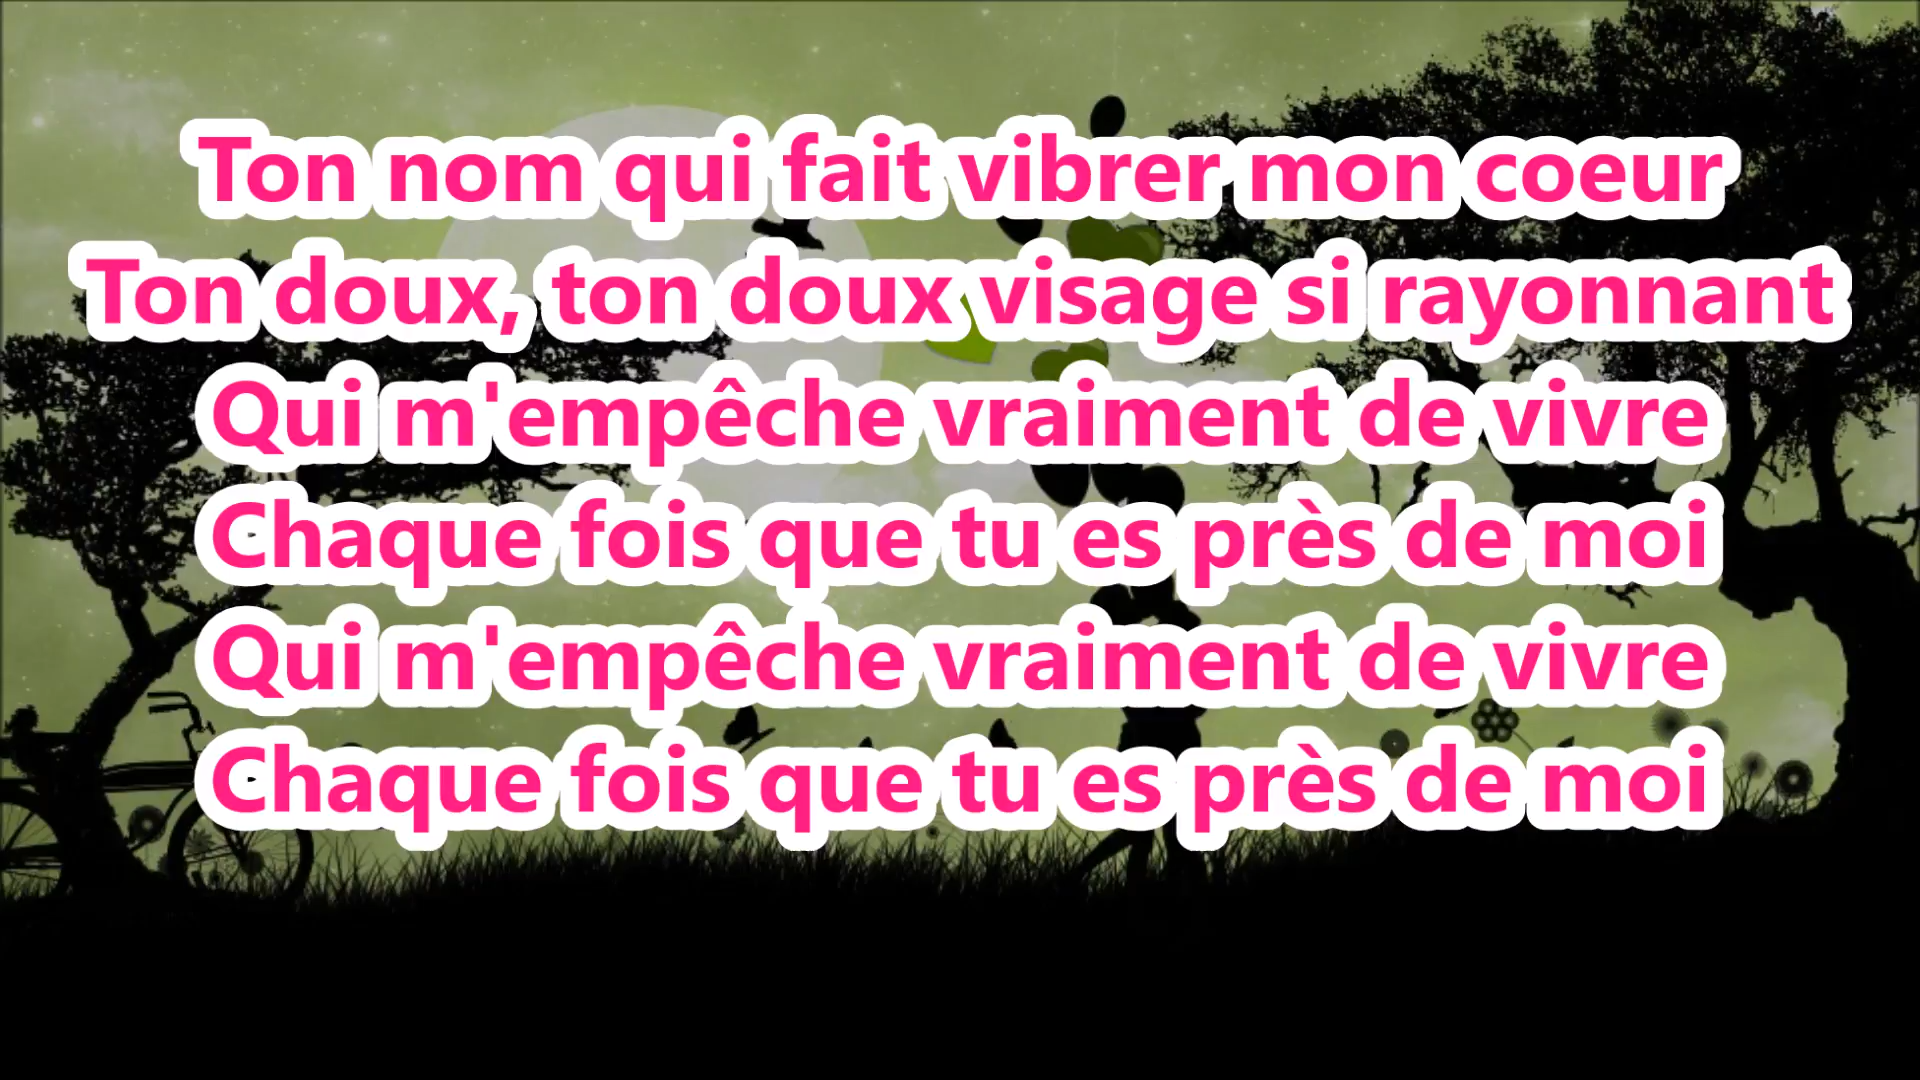 Ton nom qui fait vibrer mon coeur
Ton doux, ton doux visage si rayonnant
Qui m'empêche vraiment de vivre
Chaque fois que tu es près de moi
Qui m'empêche vraiment de vivre
Chaque fois que tu es près de moi